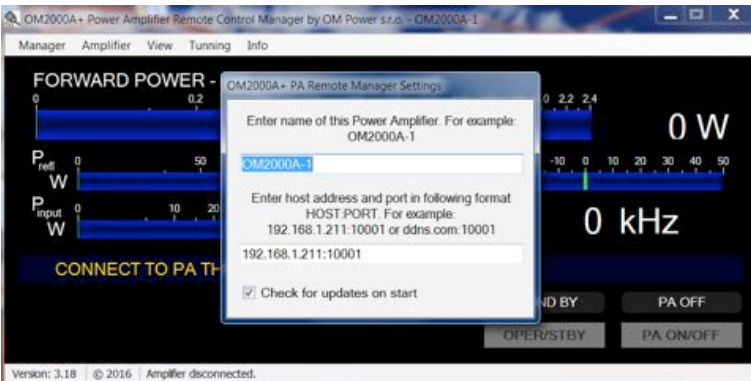 OM2000A+ Power Amplifier Remote Control Manager by OM Power s.r.o. - OM2000A-1
Manager Amplifier View Tunning Info
FORWARD POWER -
OM2000A+ PA Remote Manager Settings
0 0,2 0 2.2 2,4
Enter name of this Power Amplifier. For example:
OM2000A-1
0 W
OM2000A-1
Prefl 0 50 -10 0 10 20 30 40 50
W
Enter host address and port in following format
HOST:PORT. For example:
192.168.1.211:10001 or ddns.com:10001
Pinput 0 10 20
W
0 kHz
192.168.1.211:10001
CONNECT TO PA TH
Check for updates on start
ND BY PA OFF
OPER/STBY PA ON/OFF
Version: 3.18 © 2016 Amplifier disconnected.